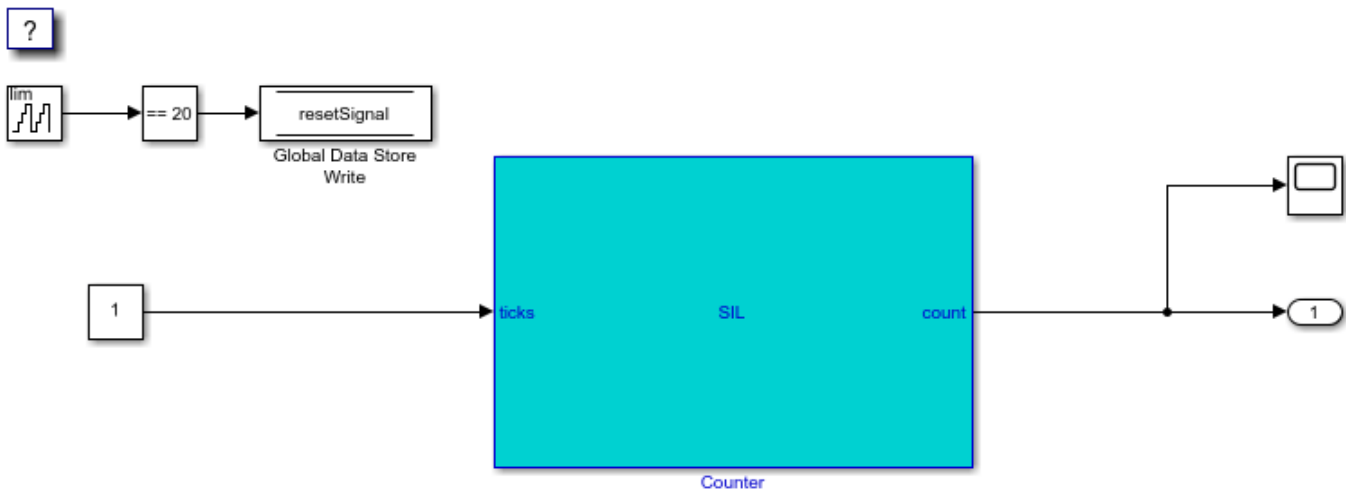 ?
lim
== 20
resetSignal
Global Data Store
Write
1
ticks
SIL
count
1
Counter